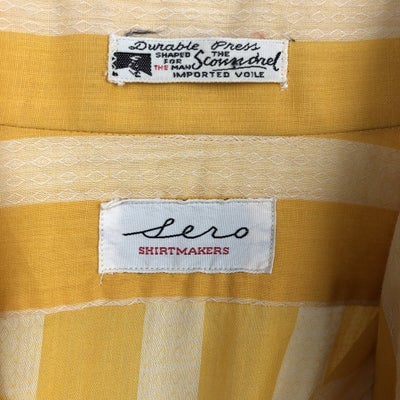 Durable Press
SHAPED THE
FOR Scoundrel
THE MAN
IMPORTED VOILE
Sero
SHIRTMAKERS